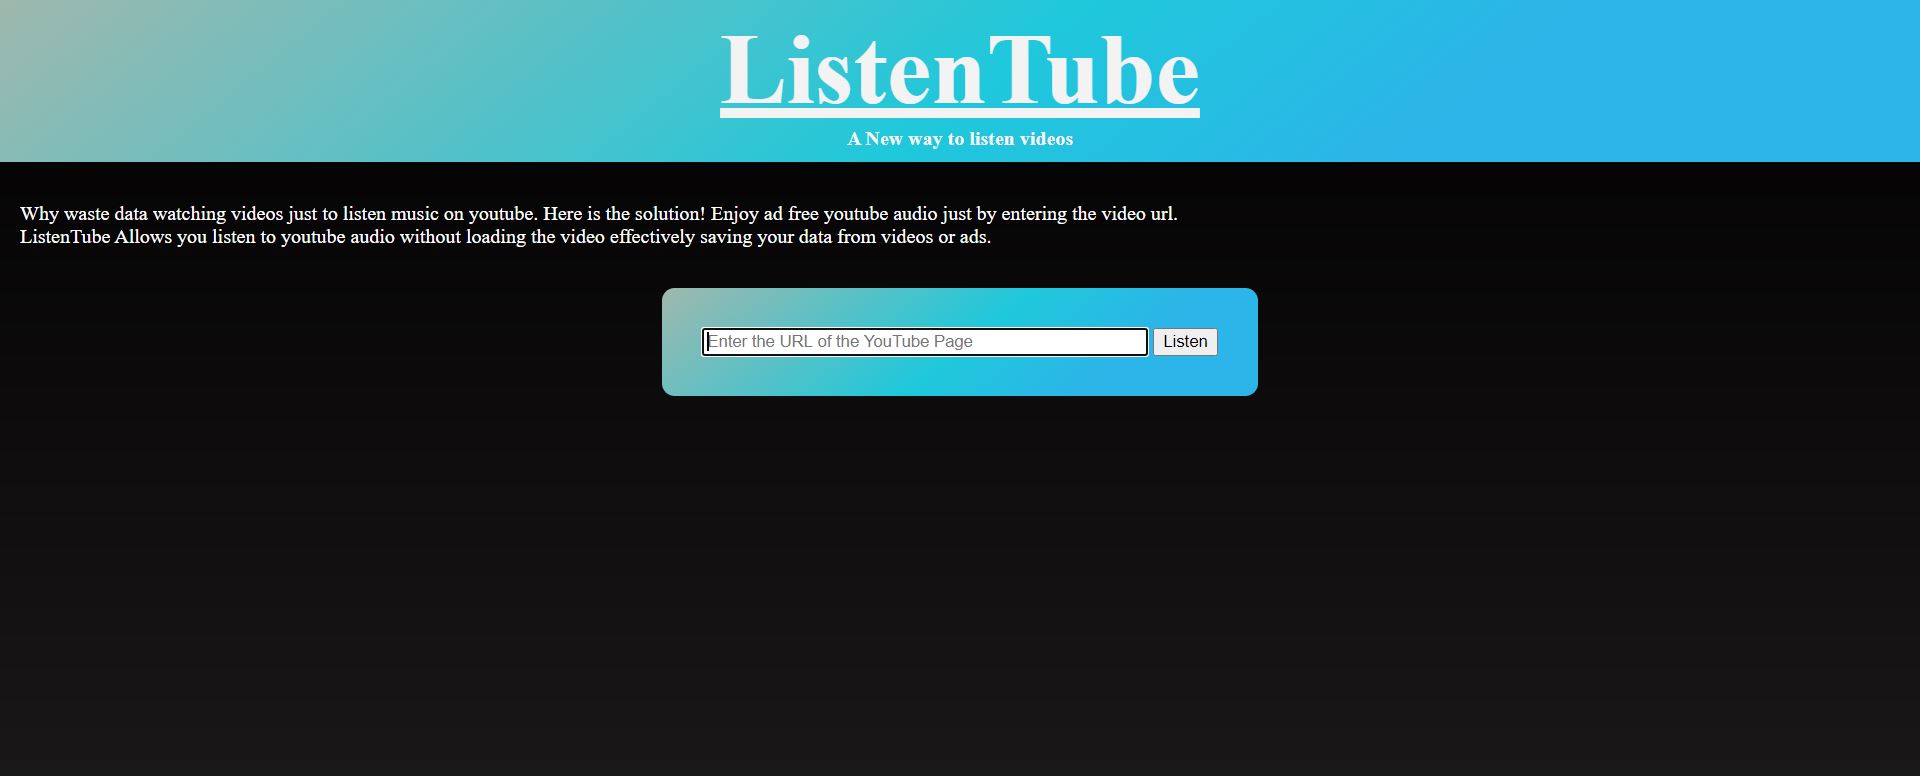 ListenTube
A New way to listen videos
Why waste data watching videos just to listen music on youtube. Here is the solution! Enjoy ad free youtube audio just by entering the video url.
ListenTube Allows you listen to youtube audio without loading the video effectively saving your data from videos or ads.
Enter the URL of the YouTube Page Listen